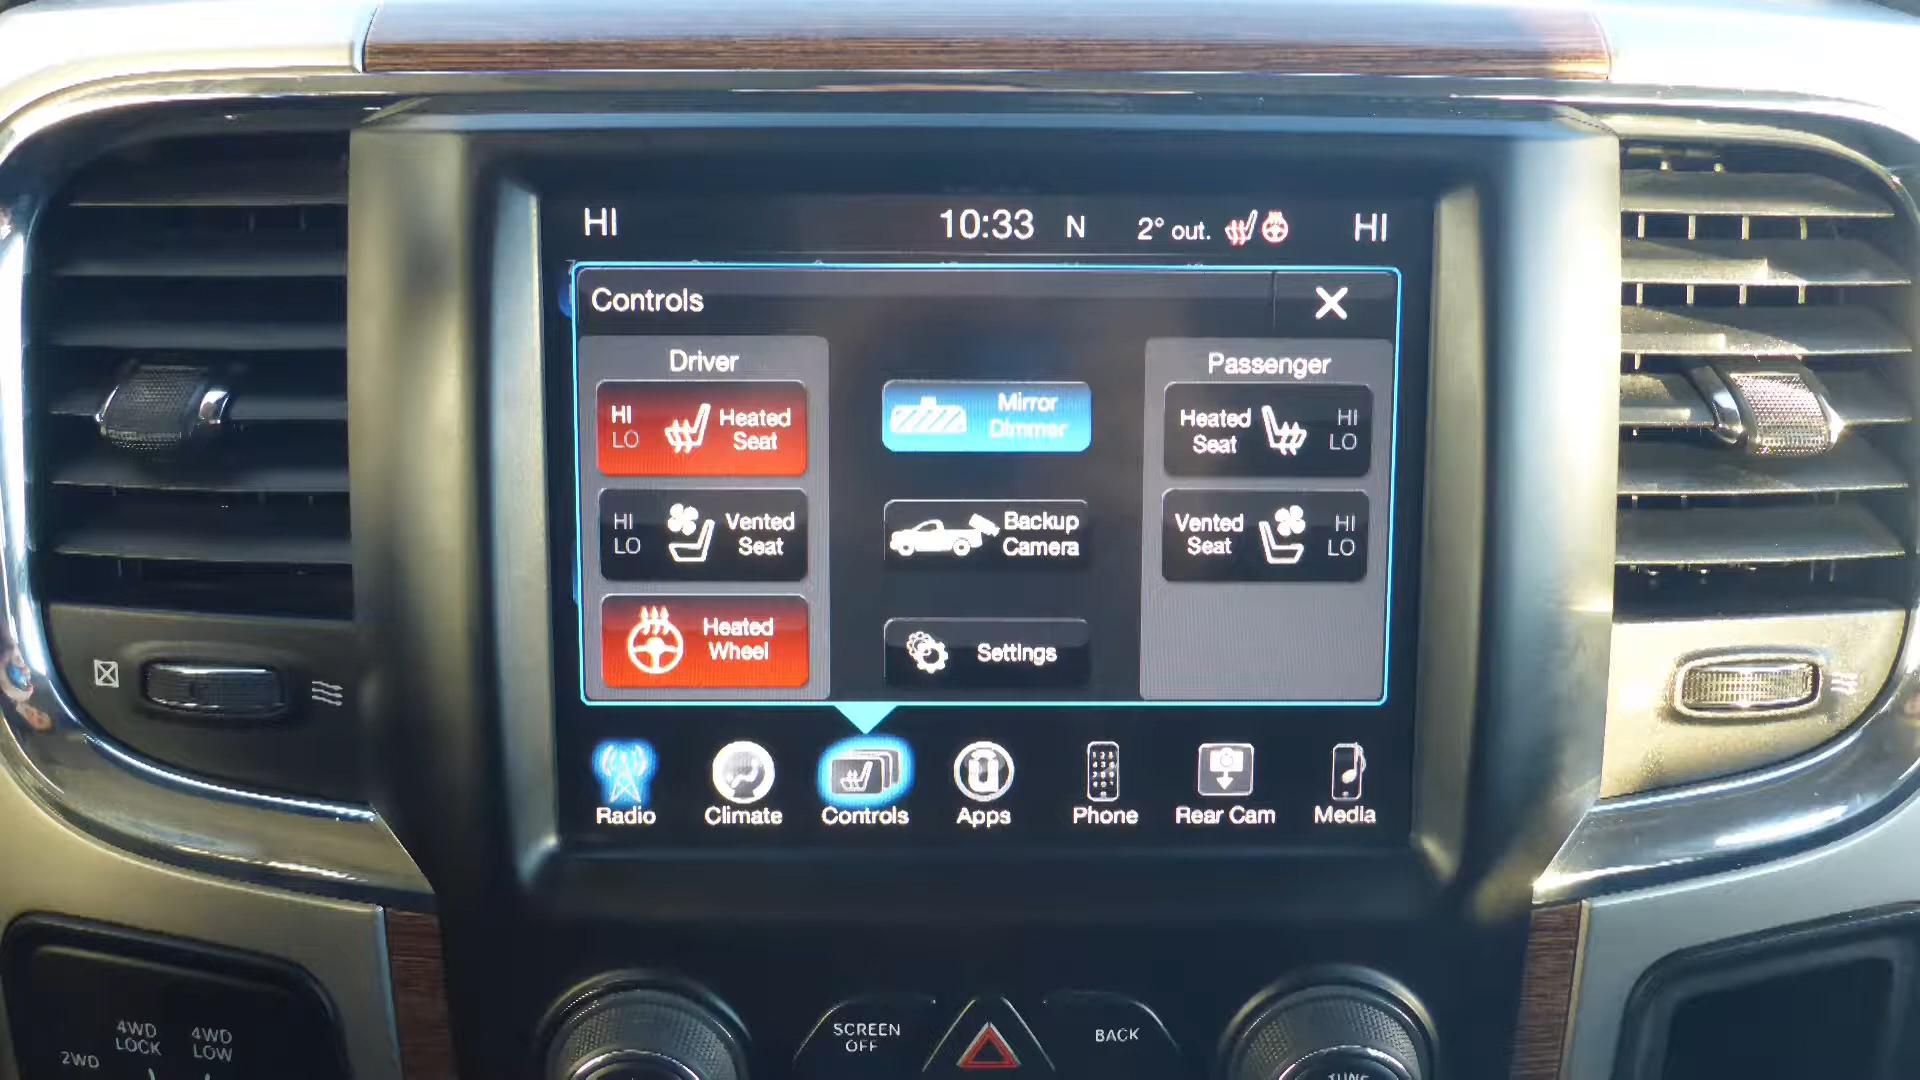 HI 10:33 N 2° out. HI
Controls
Driver
HI
LO
Heated
Seat
HI
LO
Vented
Seat
Heated
Wheel
Mirror
Dimmer
Backup
Camera
Settings
Passenger
Heated
Seat
HI
LO
Vented
Seat
HI
LO
Radio Climate Controls Apps Phone Rear Cam Media
2WD
4WD
LOCK
4WD
LOW
SCREEN
OFF
BACK